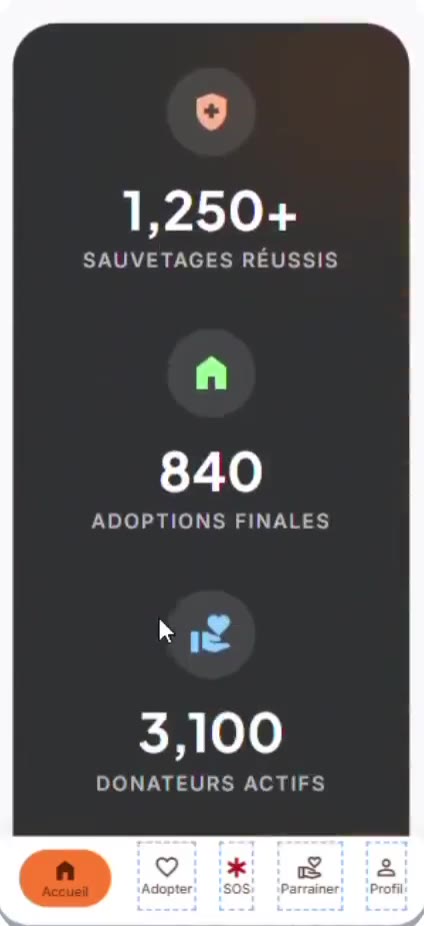 1,250+
SAUVETAGES RÉUSSIS
840
ADOPTIONS FINALES
3,100
DONATEURS ACTIFS
Accueil
Adopter
SOS
Parrainer
Profil